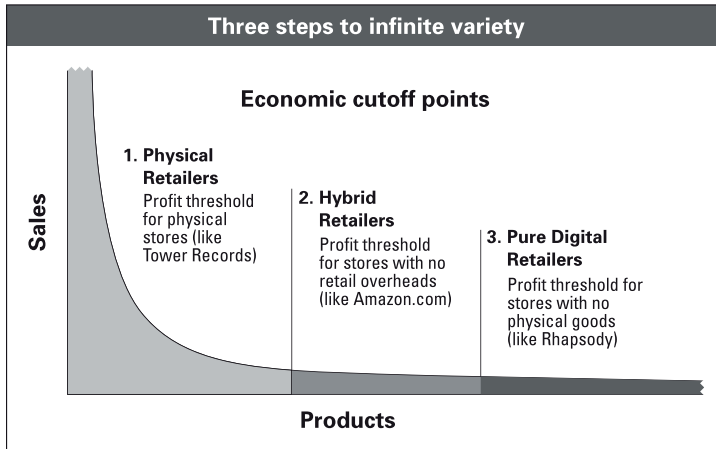 Three steps to infinite variety
Economic cutoff points
1. Physical
Retailers
Profit threshold
for physical
stores (like
Tower Records)
2. Hybrid
Retailers
Profit threshold
for stores with no
retail overheads
(like Amazon.com)
3. Pure Digital
Retailers
Profit threshold for
stores with no
physical goods
(like Rhapsody)
Sales
Products